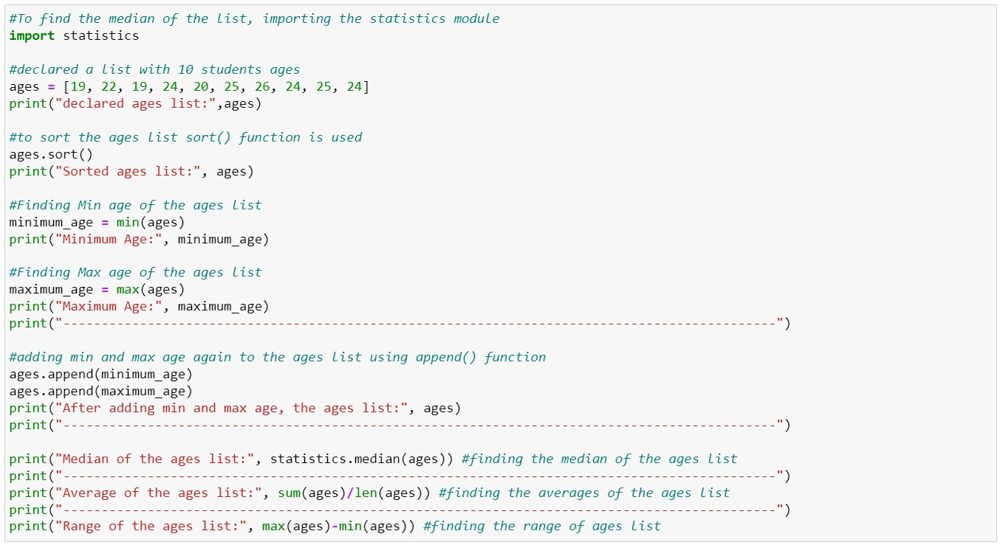 #To find the median of the list, importing the statistics module
import statistics
#declared a list with 10 students ages
ages = [19, 22, 19, 24, 20, 25, 26, 24, 25, 24]
print("declared ages list:",ages)
#to sort the ages list sort() function is used
ages.sort()
print("Sorted ages list:", ages)
#Finding Min age of the ages list
minimum_age = min(ages)
print("Minimum Age:", minimum_age)
#Finding Max age of the ages list
maximum_age = max(ages)
print("Maximum Age:", maximum_age)
print("---------------------------------------------------------------------------------------------")
#adding min and max age again to the ages list using append() function
ages.append(minimum_age)
ages.append(maximum_age)
print("After adding min and max age, the ages list:", ages)
print("---------------------------------------------------------------------------------------------")
print("Median of the ages list:", statistics.median(ages)) #finding the median of the ages list
print("---------------------------------------------------------------------------------------------")
print("Average of the ages list:", sum(ages)/len(ages)) #finding the averages of the ages list
print("---------------------------------------------------------------------------------------------")
print("Range of the ages list:", max(ages)-min(ages)) #finding the range of ages list